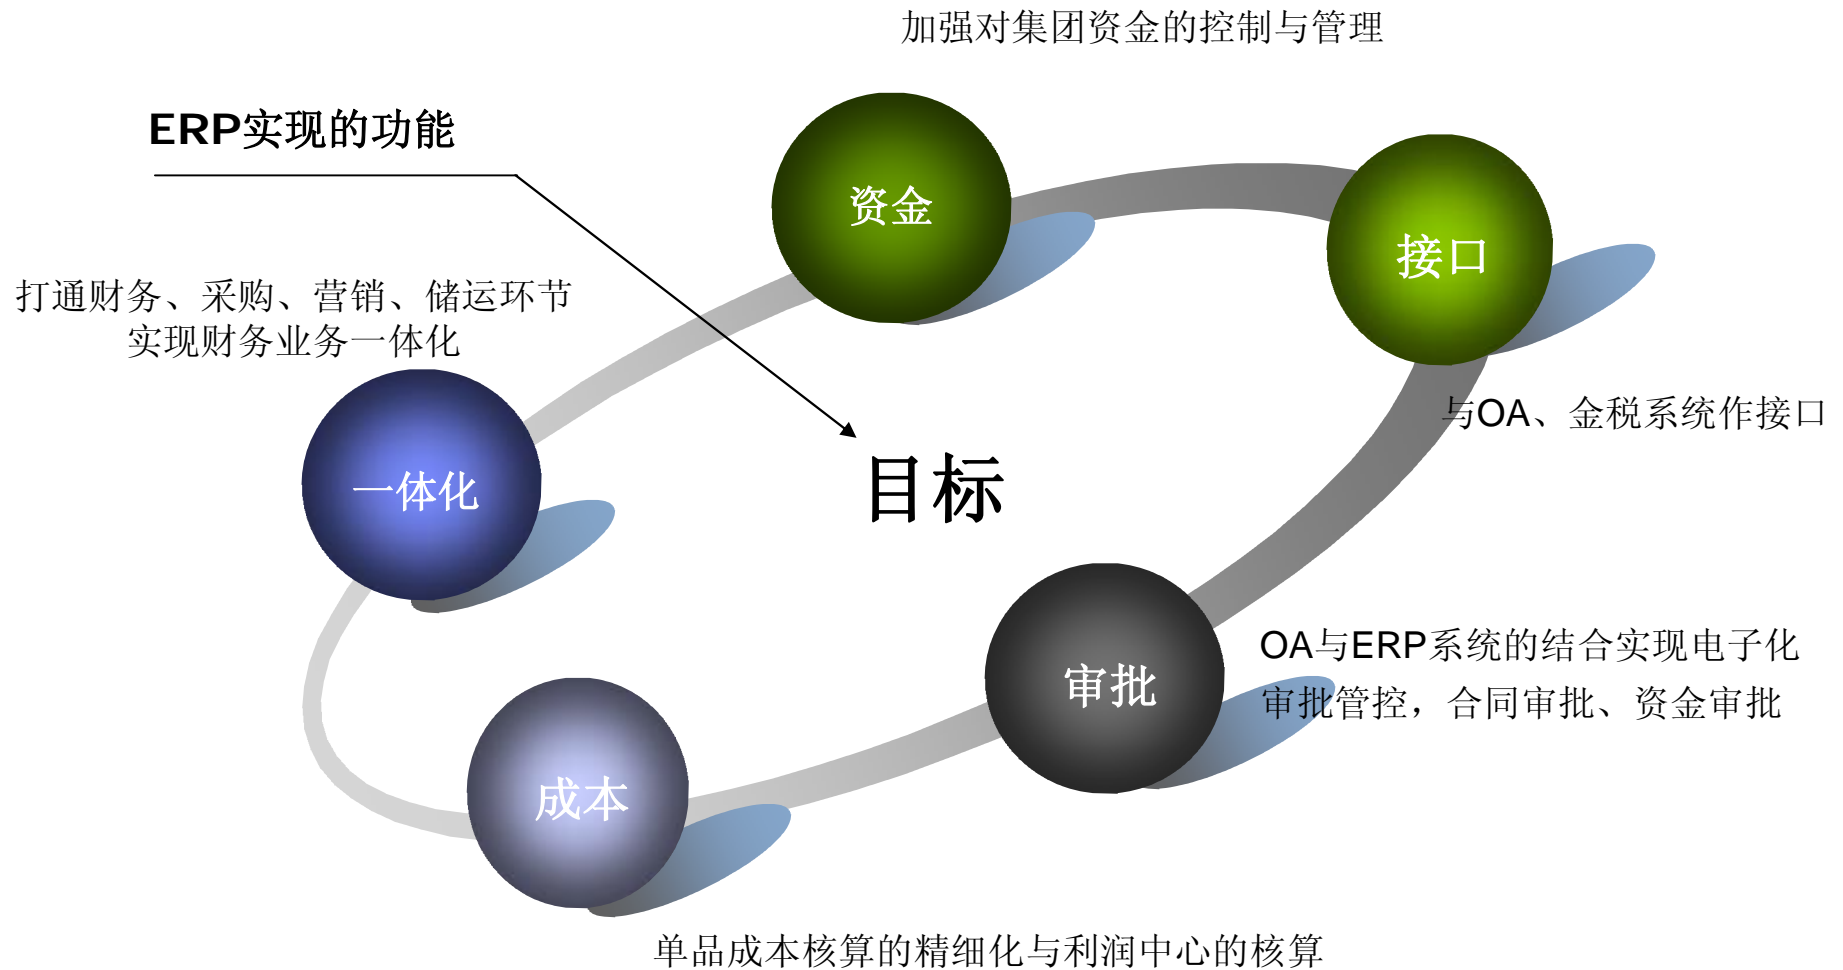 加强对集团资金的控制与管理
ERP实现的功能
资金
接口
打通财务、采购、营销、储运环节
实现财务业务一体化
与OA、金税系统作接口
一体化
目标
OA与ERP系统的结合实现电子化
审批管控，合同审批、资金审批
审批
成本
单品成本核算的精细化与利润中心的核算